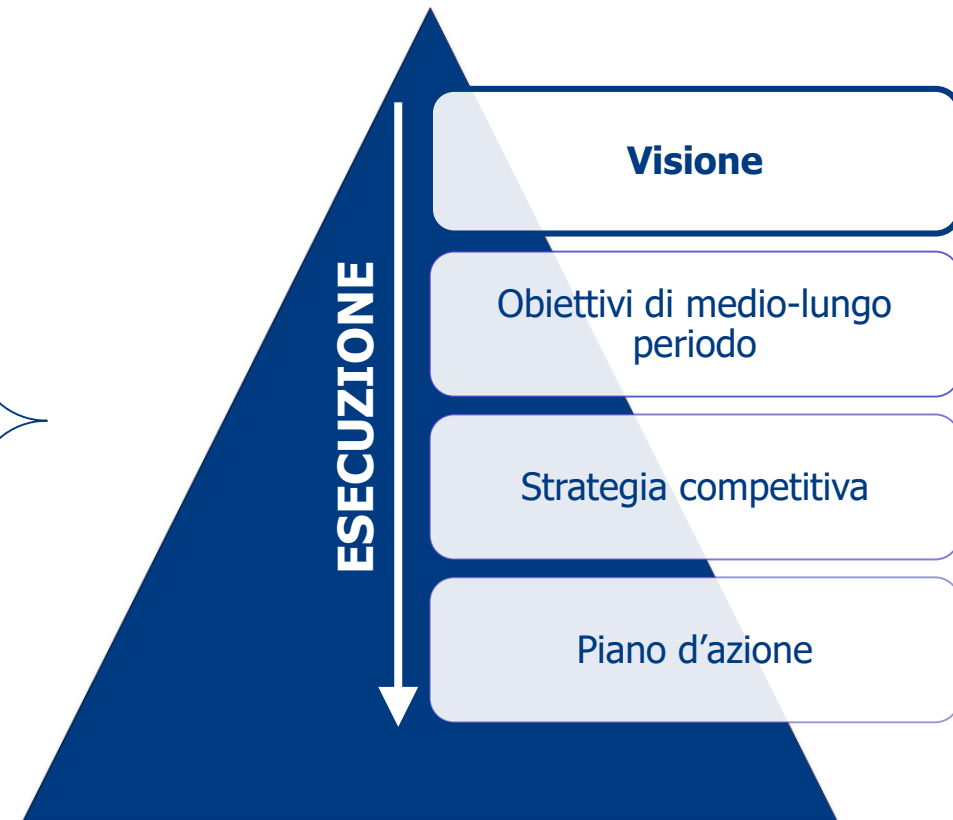 Visione
Obiettivi di medio-lungo
periodo
Strategia competitiva
Piano d’azione
ESECUZIONE